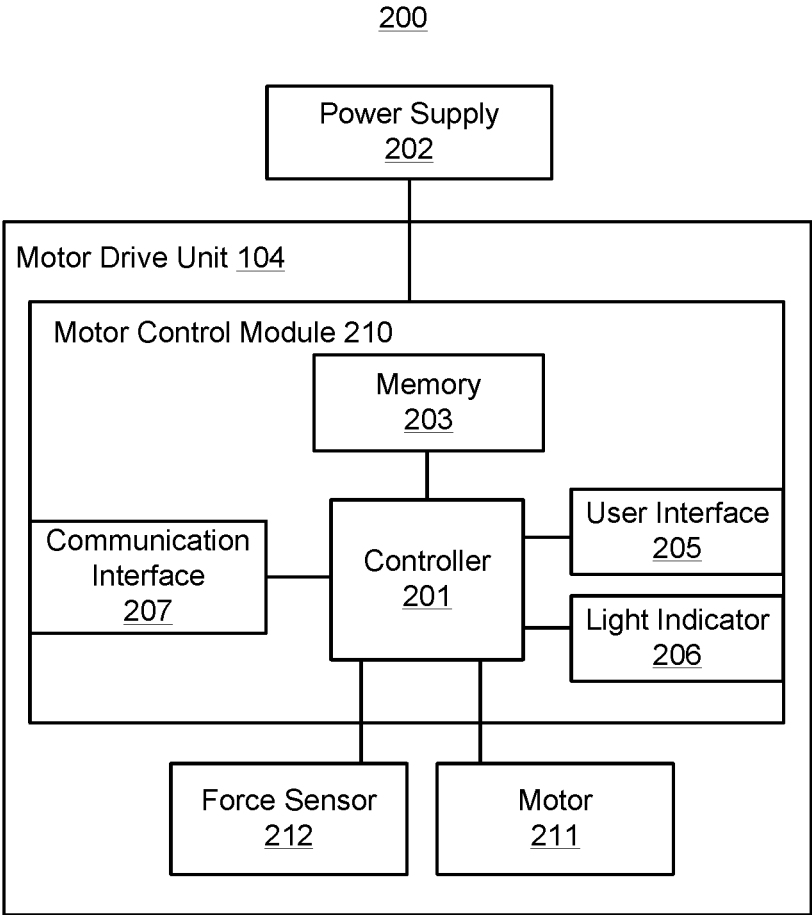 200
Power Supply
202
Motor Drive Unit 104
Motor Control Module 210
Memory
203
Communication
Interface
207
Controller
201
User Interface
205
Light Indicator
206
Force Sensor
212
Motor
211